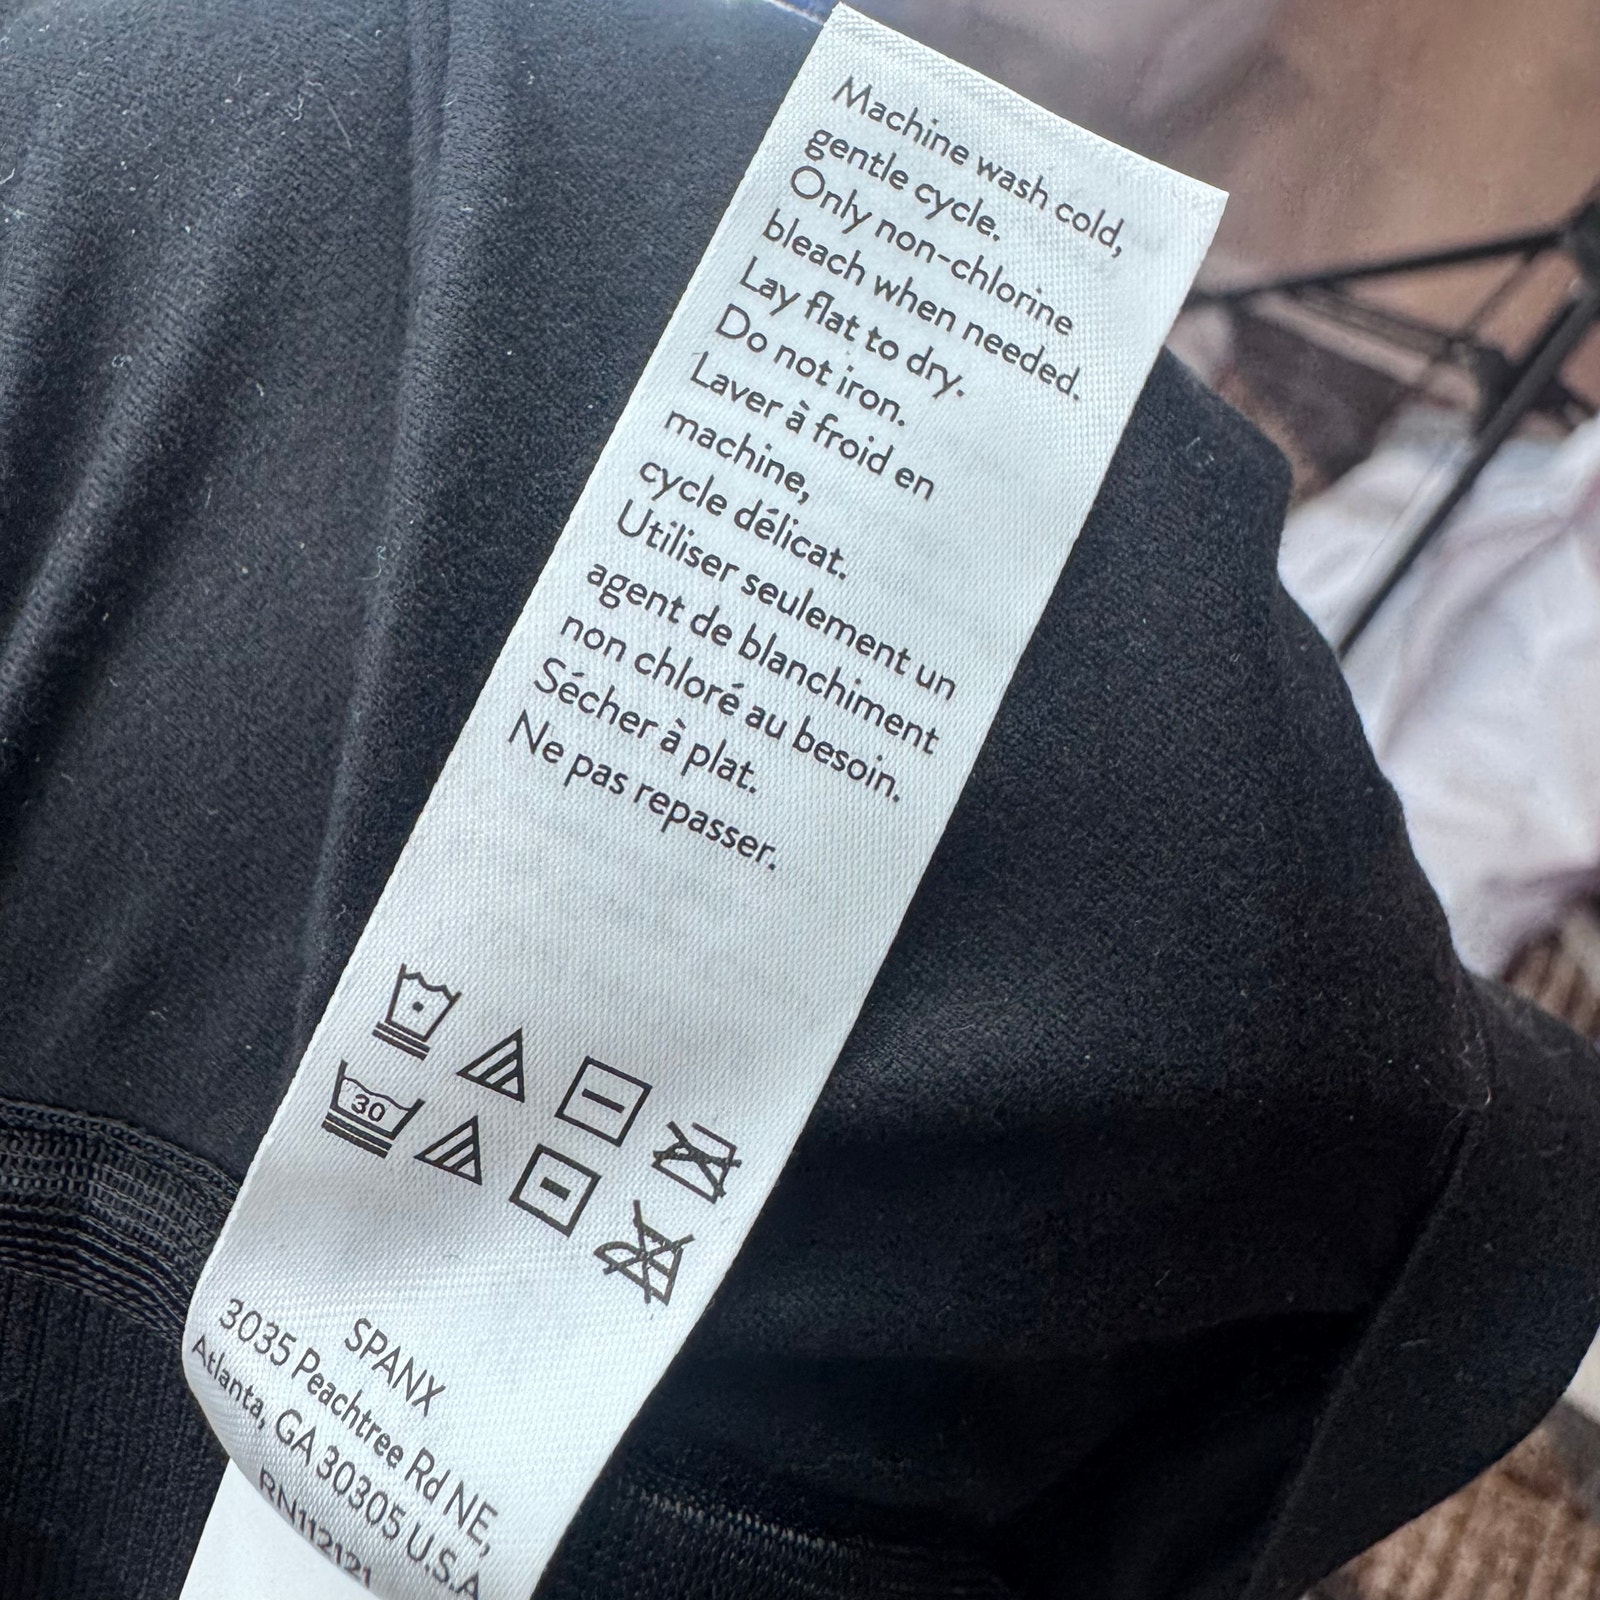 Machine wash cold,
gentle cycle.
Only non-chlorine
bleach when needed.
Lay flat to dry.
Do not iron.
Laver à froid en
machine,
cycle délicat.
Utiliser seulement un
agent de blanchiment
non chloré au besoin.
Sécher à plat.
Ne pas repasser.
30
SPANX
3035 Peachtree Rd NE,
Atlanta, GA 30305 U.S.A
RN112121